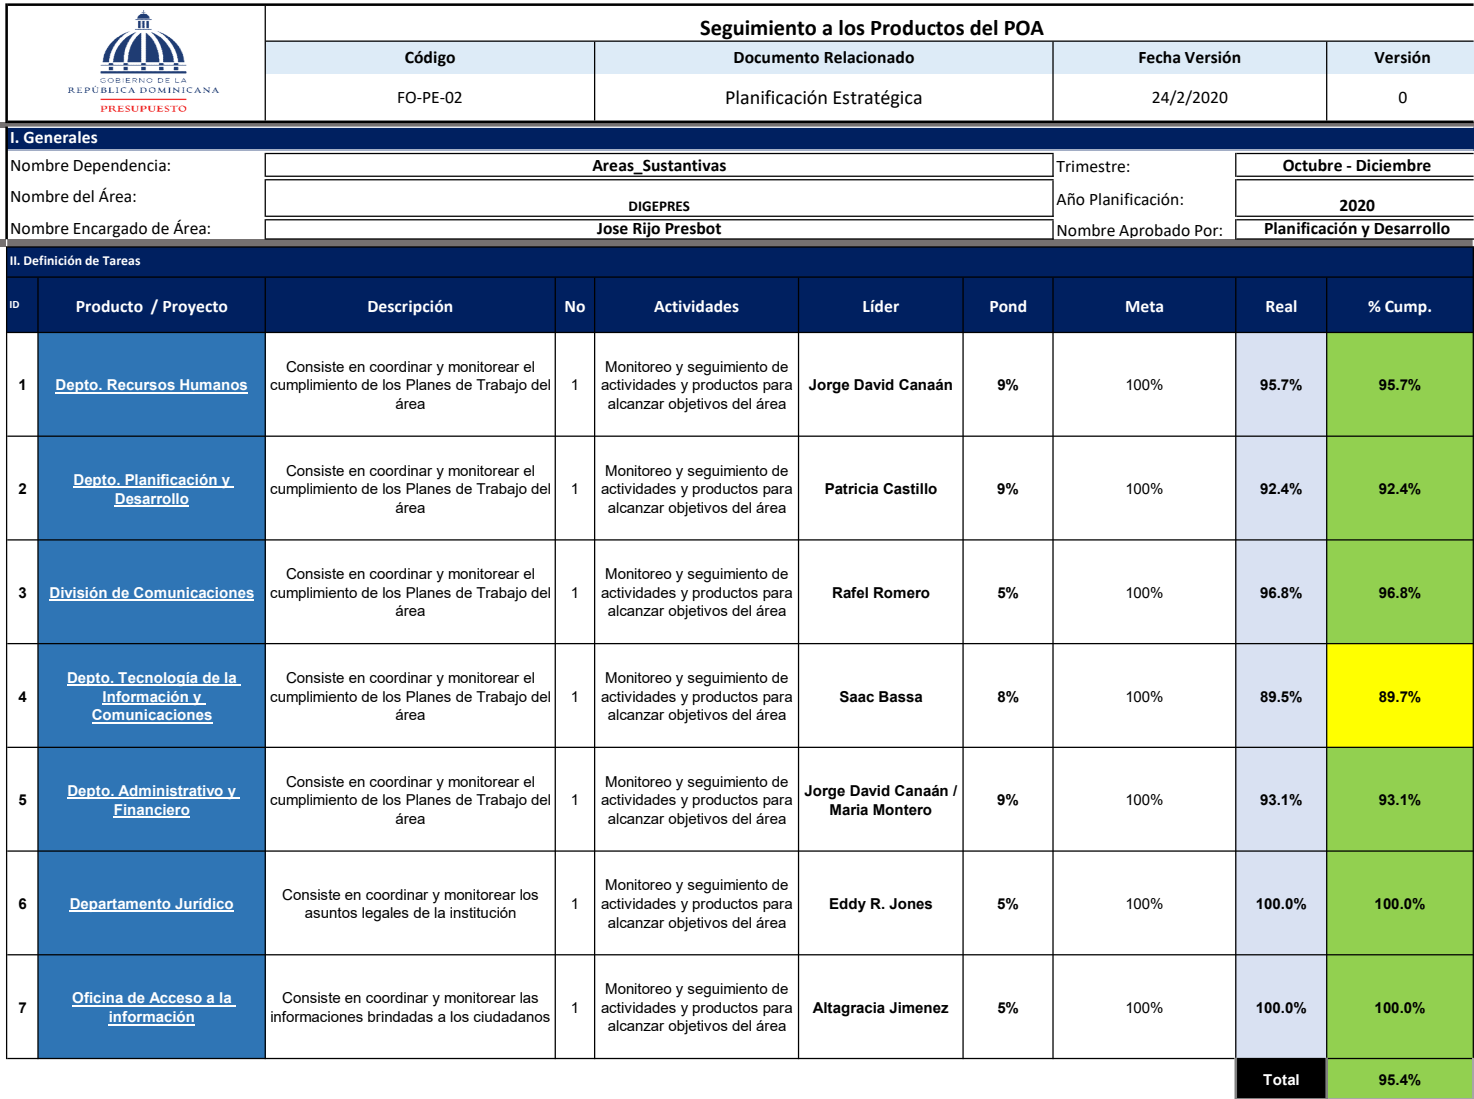 GOBIERNO DE LA
REPÚBLICA DOMINICANA
PRESUPUESTO
Seguimiento a los Productos del POA
Código Documento Relacionado Fecha Versión Versión
FO-PE-02 Planificación Estratégica 24/2/2020 0
I. Generales
Nombre Dependencia: Areas_Sustantivas Trimestre: Octubre - Diciembre
Nombre del Área: DIGEPRES Año Planificación: 2020
Nombre Encargado de Área: Jose Rijo Presbot Nombre Aprobado Por: Planificación y Desarrollo
II. Definición de Tareas
ID Producto / Proyecto Descripción No Actividades Líder Pond Meta Real % Cump.
Consiste en coordinar y monitorear el Monitoreo y seguimiento de
1 Depto. Recursos Humanos cumplimiento de los Planes de Trabajo del 1 actividades y productos para Jorge David Canaán 9% 100% 95.7% 95.7%
área alcanzar objetivos del área
Consiste en coordinar y monitorear el Monitoreo y seguimiento de
2 Depto. Planificación y Desarrollo cumplimiento de los Planes de Trabajo del 1 actividades y productos para Patricia Castillo 9% 100% 92.4% 92.4%
área alcanzar objetivos del área
Consiste en coordinar y monitorear el Monitoreo y seguimiento de
3 División de Comunicaciones cumplimiento de los Planes de Trabajo del 1 actividades y productos para Rafel Romero 5% 100% 96.8% 96.8%
área alcanzar objetivos del área
Depto. Tecnología de la Consiste en coordinar y monitorear el Monitoreo y seguimiento de
4 Información y cumplimiento de los Planes de Trabajo del 1 actividades y productos para Saac Bassa 8% 100% 89.5% 89.7%
Comunicaciones área alcanzar objetivos del área
Consiste en coordinar y monitorear el Monitoreo y seguimiento de
5 Depto. Administrativo y Financiero cumplimiento de los Planes de Trabajo del 1 actividades y productos para Jorge David Canaán / Maria Montero 9% 100% 93.1% 93.1%
área alcanzar objetivos del área
Consiste en coordinar y monitorear los Monitoreo y seguimiento de
6 Departamento Jurídico asuntos legales de la institución 1 actividades y productos para Eddy R. Jones 5% 100% 100.0% 100.0%
alcanzar objetivos del área
Oficina de Acceso a la Consiste en coordinar y monitorear las Monitoreo y seguimiento de
7 información informaciones brindadas a los ciudadanos 1 actividades y productos para Altagracia Jimenez 5% 100% 100.0% 100.0%
alcanzar objetivos del área
Total 95.4%